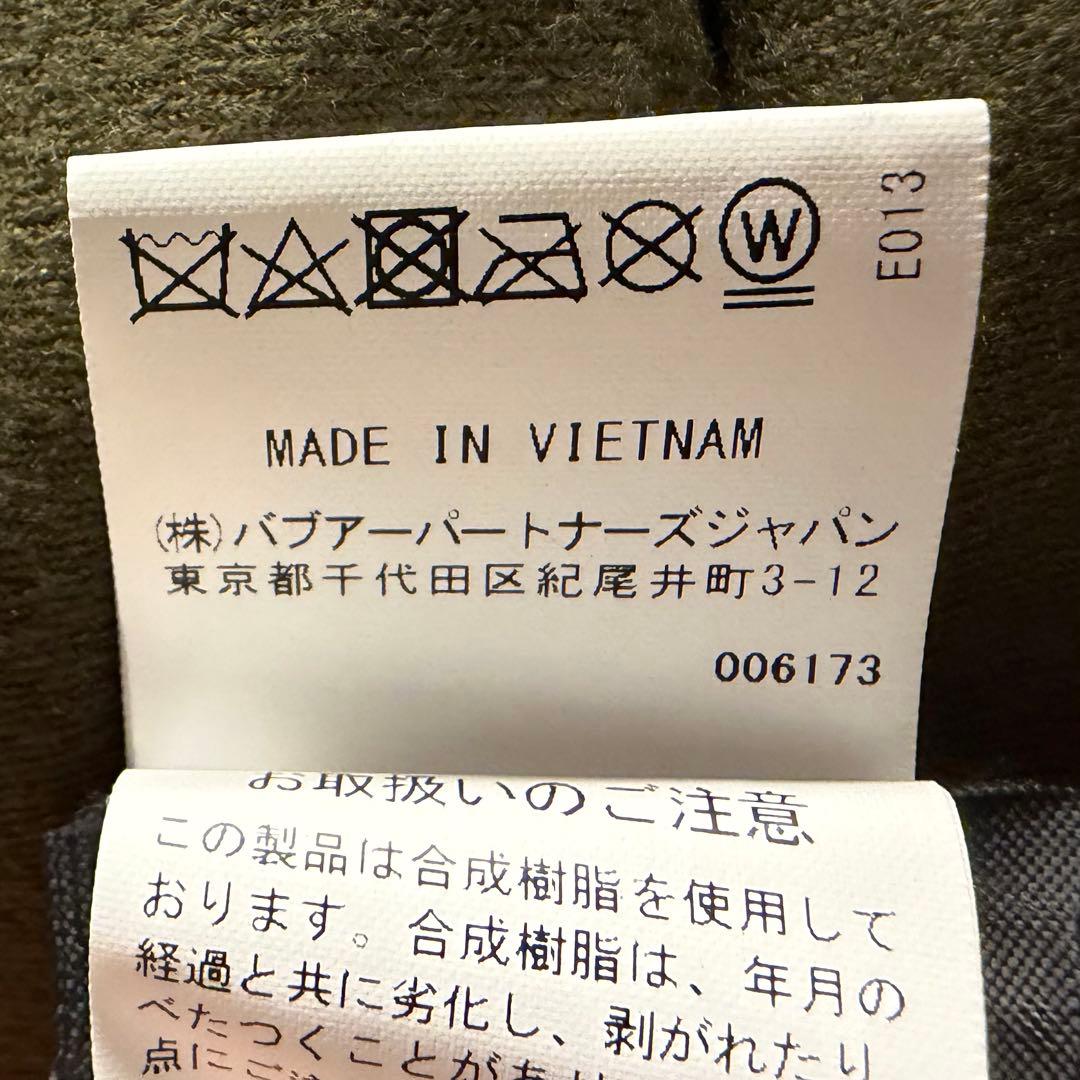 W
E013
MADE IN VIETNAM
(株)バブアーパートナーズジャパン
東京都千代田区紀尾井町3-12
006173
お取扱いのご注意
この製品は合成樹脂を使用して
おります。合成樹脂は、年月の
経過と共に劣化し、剥がれたり
べたつくことがあり
点にご注